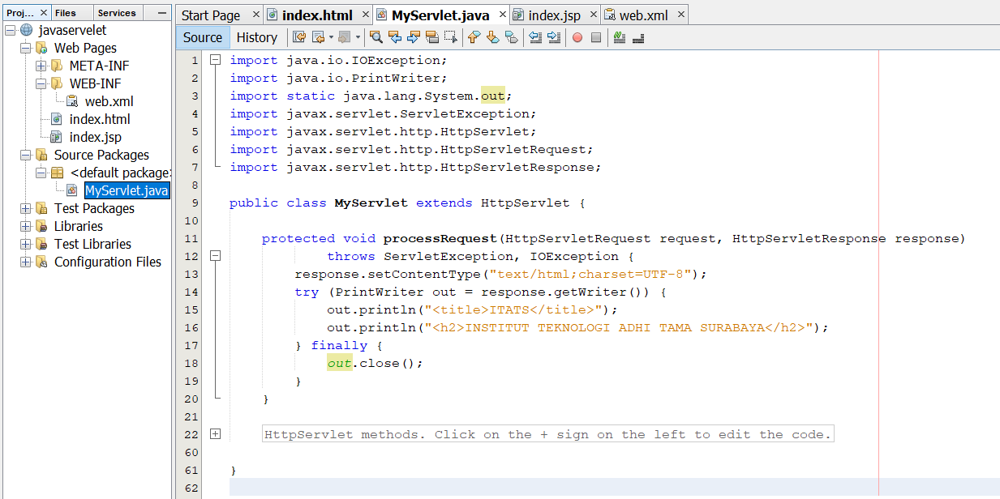 Proj... × Files Services —
javaservelet
Web Pages
META-INF
WEB-INF
web.xml
index.html
index.jsp
Source Packages
<default package>
MyServlet.java
Test Packages
Libraries
Test Libraries
Configuration Files
Start Page × index.html × MyServlet.java × index.jsp × web.xml ×
Source History
1 import java.io.IOException;
2 import java.io.PrintWriter;
3 import static java.lang.System.out;
4 import javax.servlet.ServletException;
5 import javax.servlet.http.HttpServlet;
6 import javax.servlet.http.HttpServletRequest;
7 import javax.servlet.http.HttpServletResponse;
8
9 public class MyServlet extends HttpServlet {
10
11 protected void processRequest(HttpServletRequest request, HttpServletResponse response)
12 throws ServletException, IOException {
13 response.setContentType("text/html;charset=UTF-8");
14 try (PrintWriter out = response.getWriter()) {
15 out.println("<title>ITATS</title>");
16 out.println("<h2>INSTITUT TEKNOLOGI ADHI TAMA SURABAYA</h2>");
17 } finally {
18 out.close();
19 }
20 }
21
22 HttpServlet methods. Click on the + sign on the left to edit the code.
60
61 }
62